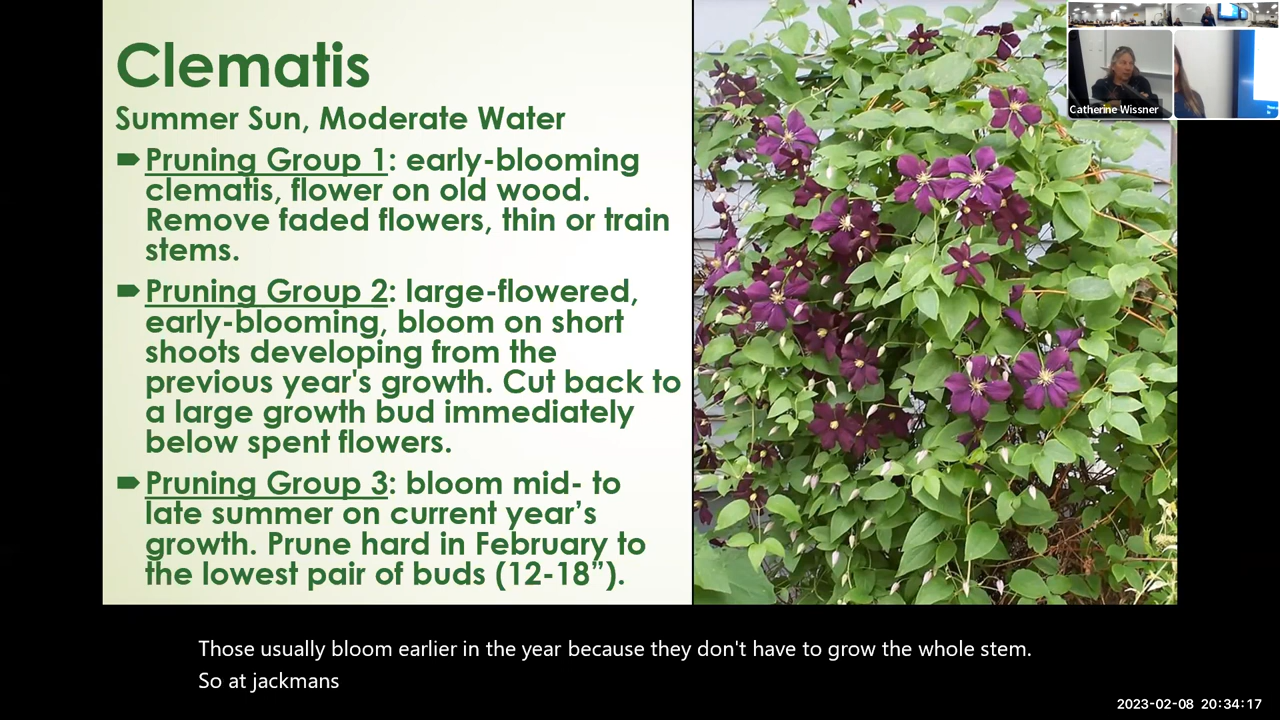 Clematis
Summer Sun, Moderate Water
Pruning Group 1: early-blooming
clematis, flower on old wood.
Remove faded flowers, thin or train
stems.
Pruning Group 2: large-flowered,
early-blooming, bloom on short
shoots developing from the
previous year's growth. Cut back to
a large growth bud immediately
below spent flowers.
Pruning Group 3: bloom mid- to
late summer on current year’s
growth. Prune hard in February to
the lowest pair of buds (12-18”).
Catherine Wissner
Those usually bloom earlier in the year because they don't have to grow the whole stem.
So at jackmans
2023-02-08 20:34:17